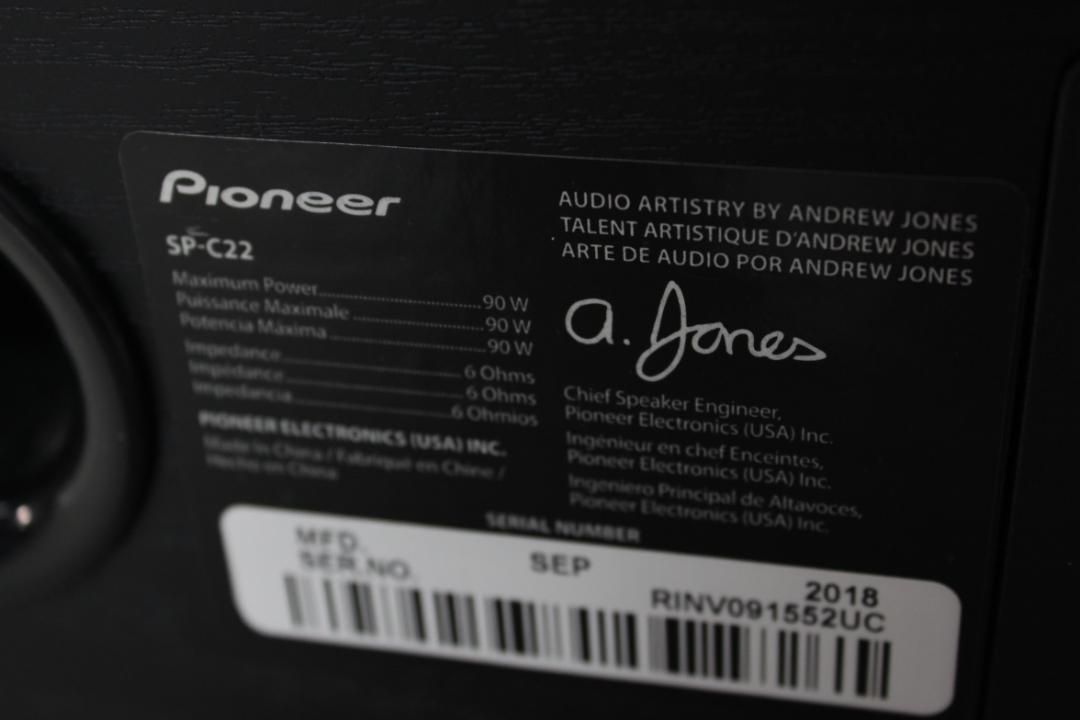 Pioneer
SP-C22
Maximum Power..............................90 W
Puissance Maximale........................90 W
Potencia Máxima............................90 W
Impedance..............................6 Ohms
Impédance..............................6 Ohms
Impedancia..............................6 Ohmios
PIONEER ELECTRONICS (USA) INC.
Made in China / Fabriqué en Chine /
Hecho en China
AUDIO ARTISTRY BY ANDREW JONES
TALENT ARTISTIQUE D'ANDREW JONES
ARTE DE AUDIO POR ANDREW JONES
a. Jones
Chief Speaker Engineer,
Pioneer Electronics (USA) Inc.
Ingénieur en chef Enceintes,
Pioneer Electronics (USA) Inc.
Ingeniero Principal de Altavoces,
Pioneer Electronics (USA) Inc.
SERIAL NUMBER
MFD. SEP 2018
SER.NO. RINV091552UC